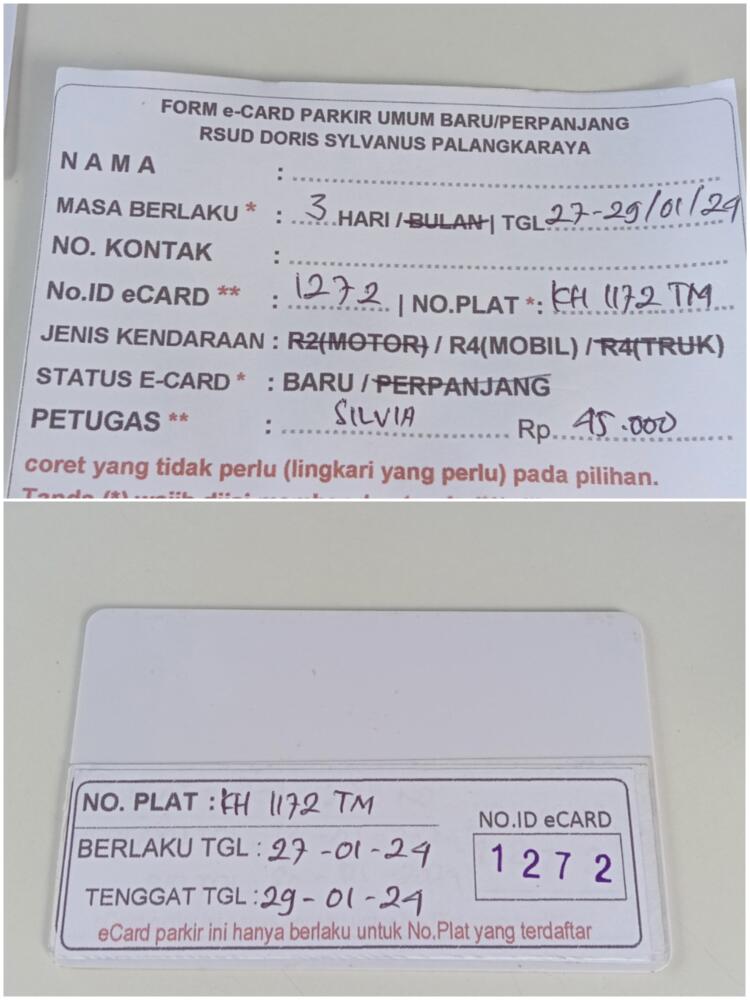 FORM e-CARD PARKIR UMUM BARU/PERPANJANG
RSUD DORIS SYLVANUS PALANGKARAYA
NAMA :
MASA BERLAKU * : 3 HARI / BULAN | TGL 27-29/01/24
NO. KONTAK :
No.ID eCARD ** : 1272 | NO.PLAT *: KH 1172 TM
JENIS KENDARAAN : R2(MOTOR) / R4(MOBIL) / R4(TRUK)
STATUS E-CARD * : BARU / PERPANJANG
PETUGAS ** : SILVIA Rp. 45.000
coret yang tidak perlu (lingkari yang perlu) pada pilihan.
Tanda (*) wajib diisi
NO. PLAT : KH 1172 TM
BERLAKU TGL : 27-01-24
TENGGAT TGL : 29-01-24
NO.ID eCARD
1272
eCard parkir ini hanya berlaku untuk No.Plat yang terdaftar